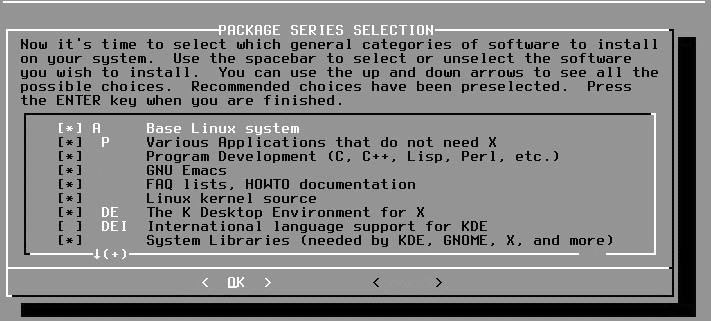 PACKAGE SERIES SELECTION
Now it's time to select which general categories of software to install
on your system.  Use the spacebar to select or unselect the software
you wish to install.  You can use the up and down arrows to see all the
possible choices.  Recommended choices have been preselected.  Press
the ENTER key when you are finished.
[*] A Base Linux system
[*] P Various Applications that do not need X
[*] Program Development (C, C++, Lisp, Perl, etc.)
[*] GNU Emacs
[*] FAQ lists, HOWTO documentation
[*] Linux kernel source
[*] DE The K Desktop Environment for X
[ ] DEI International language support for KDE
[*] System Libraries (needed by KDE, GNOME, X, and more)
↓(+)
< OK > < >